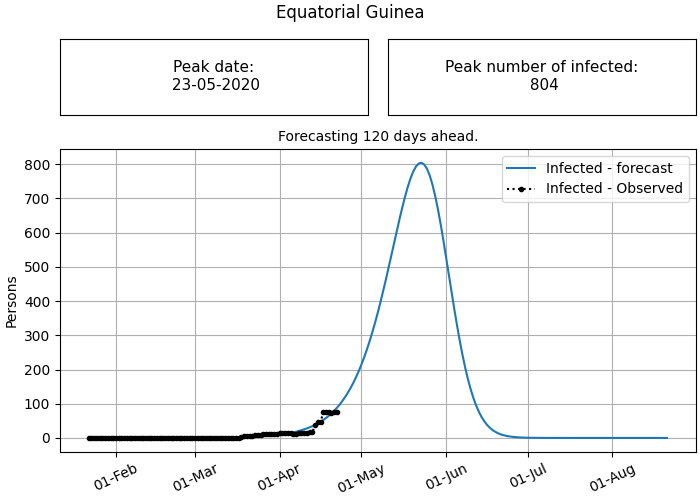 Equatorial Guinea
Peak date:
23-05-2020
Peak number of infected:
804
Forecasting 120 days ahead.
Infected - forecast
Infected - Observed
Persons
800
700
600
500
400
300
200
100
0
01-Feb
01-Mar
01-Apr
01-May
01-Jun
01-Jul
01-Aug